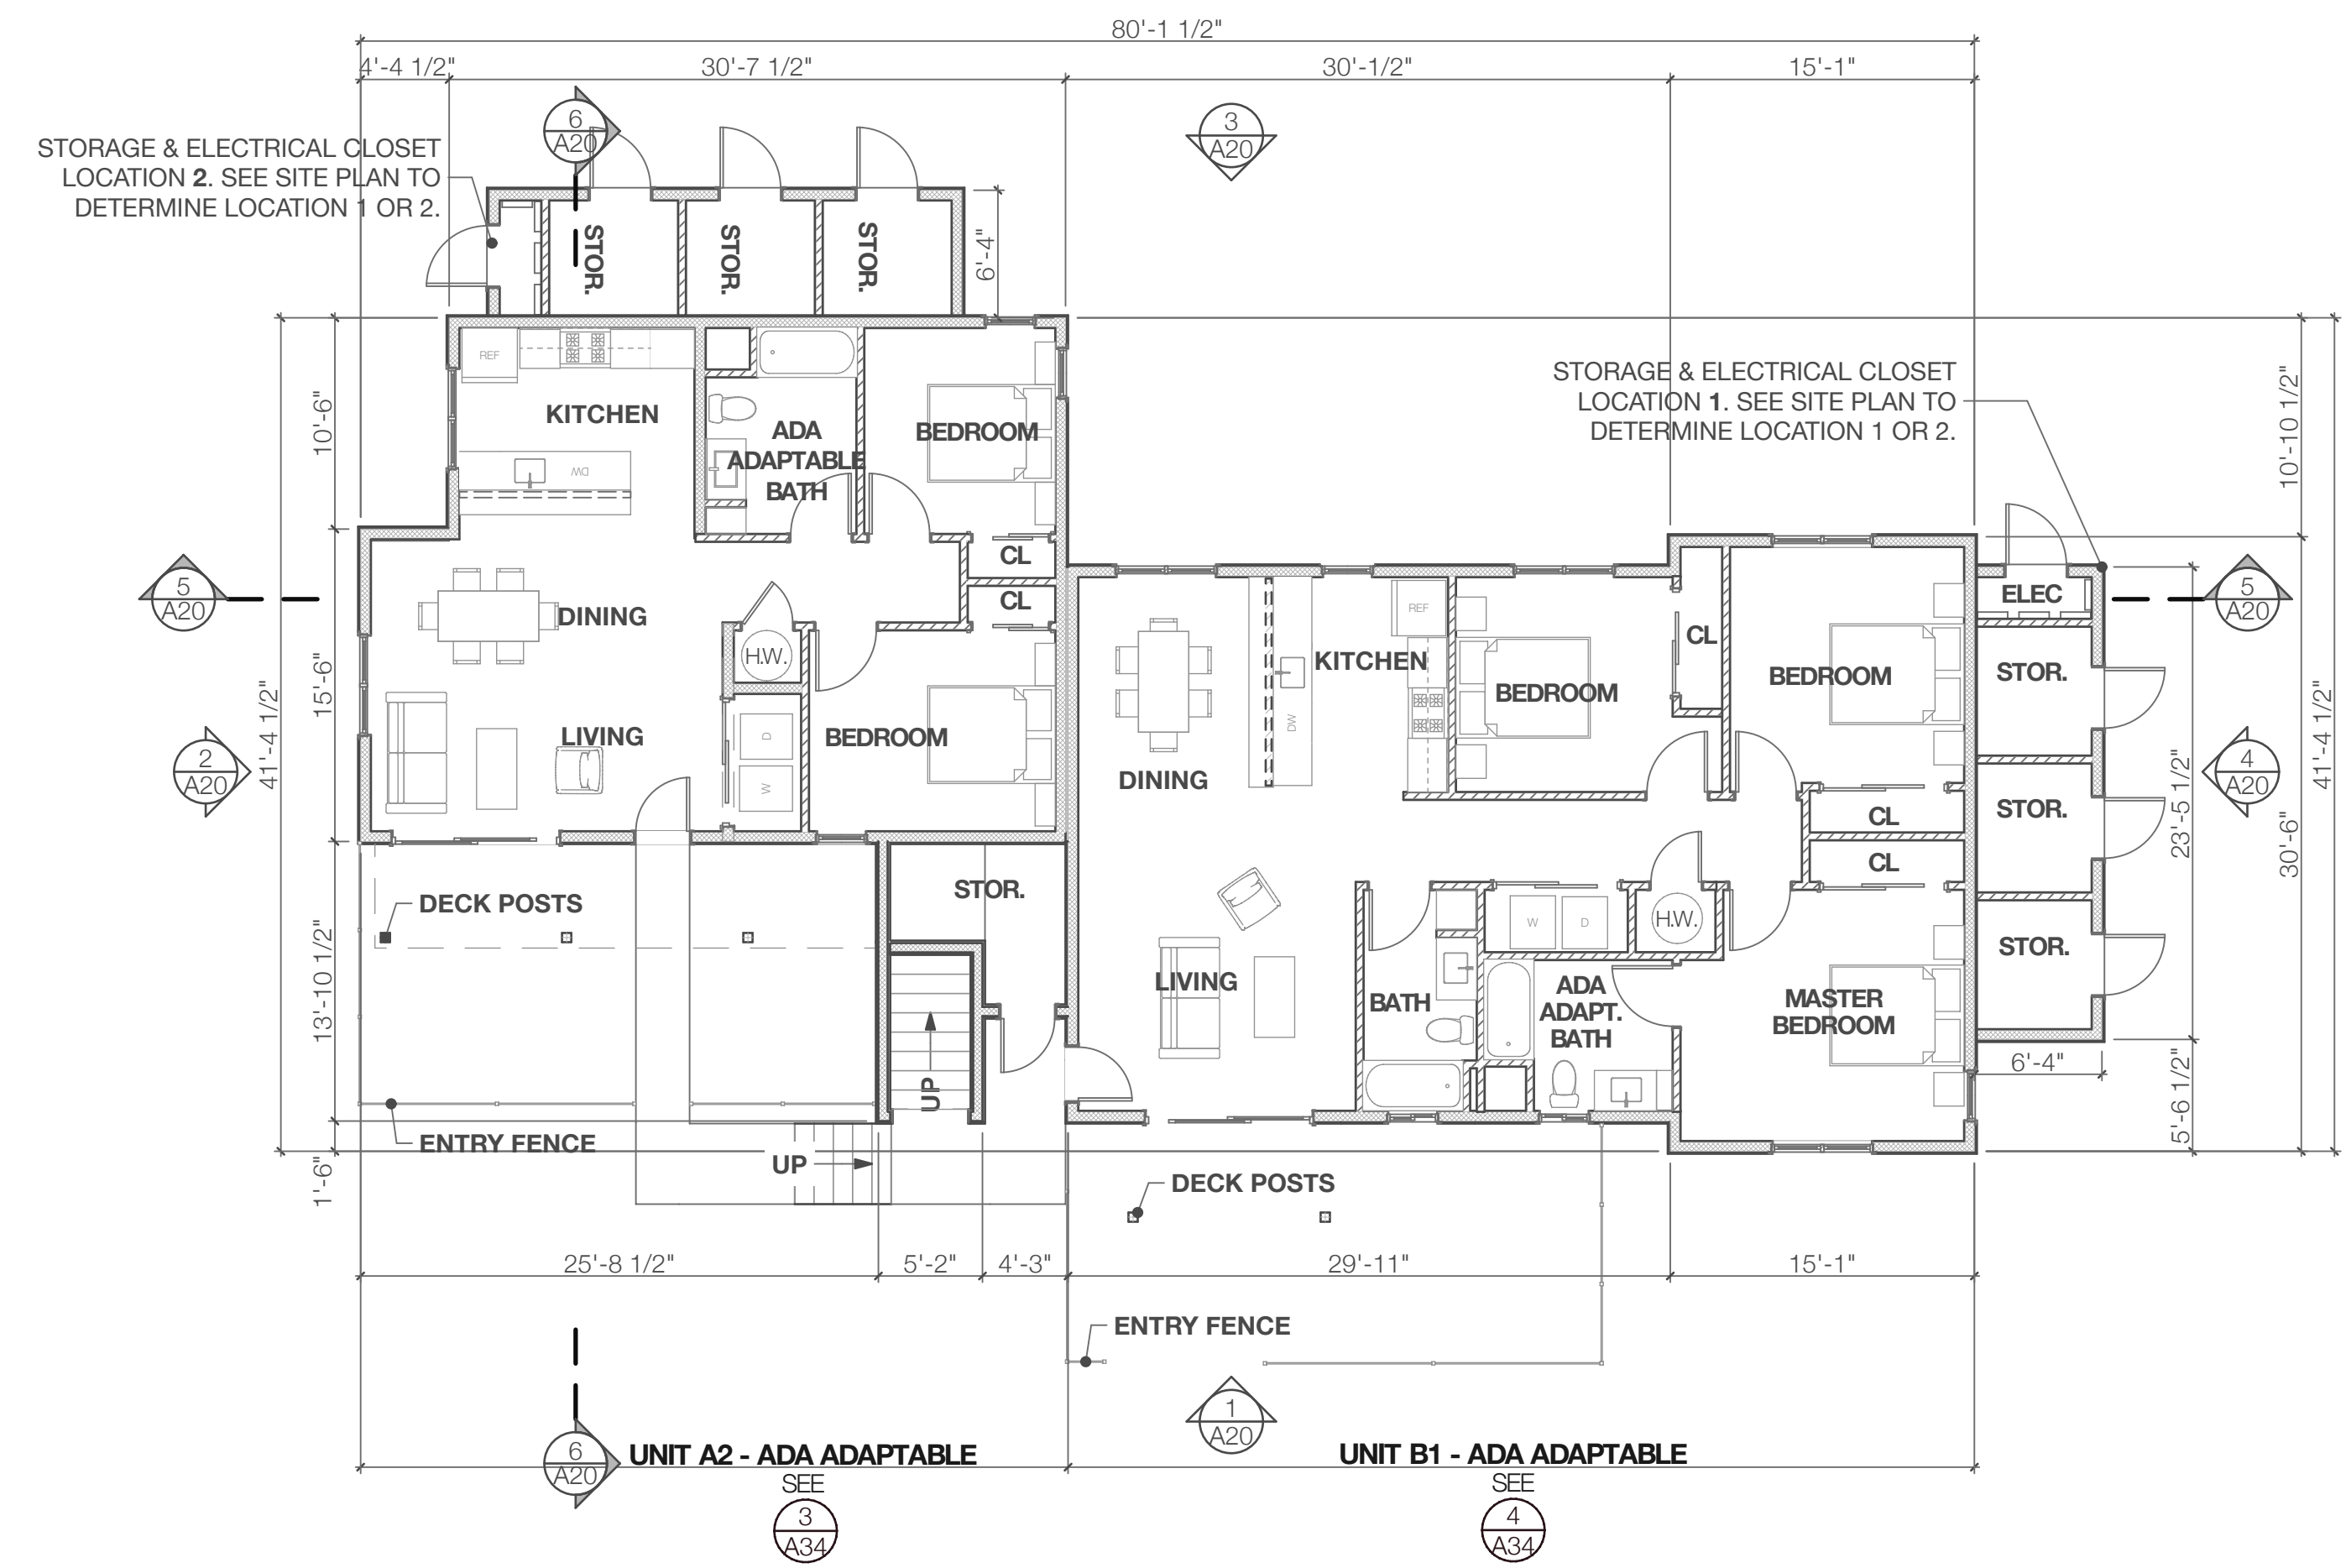 80'-1 1/2"
4'-4 1/2"
30'-7 1/2"
30'-1/2"
15'-1"
6
A20
3
A20
STORAGE & ELECTRICAL CLOSET
LOCATION 2. SEE SITE PLAN TO
DETERMINE LOCATION 1 OR 2.
STOR.
STOR.
STOR.
6'-4"
REF
KITCHEN
DW
ADA
ADAPTABLE
BATH
BEDROOM
CL
CL
10'-6"
STORAGE & ELECTRICAL CLOSET
LOCATION 1. SEE SITE PLAN TO
DETERMINE LOCATION 1 OR 2.
10'-10 1/2"
5
A20
DINING
H.W.
LIVING
D
W
BEDROOM
15'-6"
41'-4 1/2"
2
A20
REF
KITCHEN
DW
DINING
BEDROOM
CL
BEDROOM
ELEC
STOR.
STOR.
STOR.
5
A20
4
A20
23'-5 1/2"
30'-6"
41'-4 1/2"
CL
CL
DECK POSTS
STOR.
13'-10 1/2"
UP
LIVING
BATH
W
D
H.W.
ADA
ADAPT.
BATH
MASTER
BEDROOM
6'-4"
5'-6 1/2"
ENTRY FENCE
1'-6"
UP
DECK POSTS
25'-8 1/2"
5'-2"
4'-3"
29'-11"
15'-1"
ENTRY FENCE
1
A20
6
A20
UNIT A2 - ADA ADAPTABLE
SEE
3
A34
UNIT B1 - ADA ADAPTABLE
SEE
4
A34